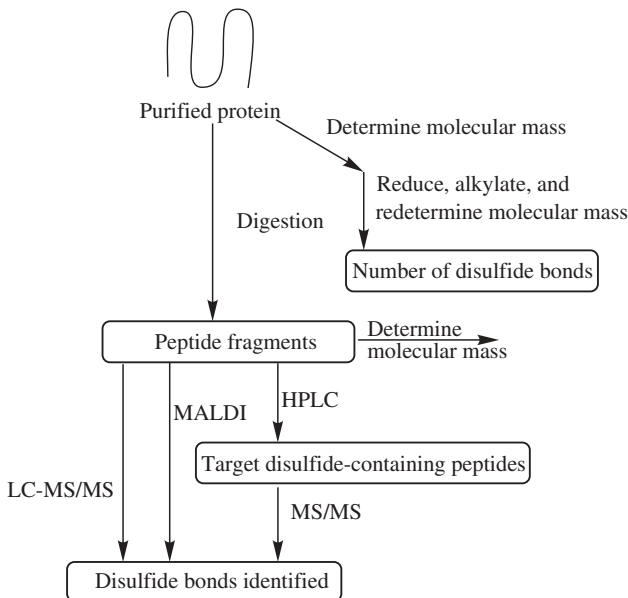 Purified protein
Determine molecular mass
Reduce, alkylate, and
redetermine molecular mass
Digestion
Number of disulfide bonds
Peptide fragments
Determine
molecular mass
HPLC
MALDI
Target disulfide-containing peptides
LC-MS/MS
MS/MS
Disulfide bonds identified